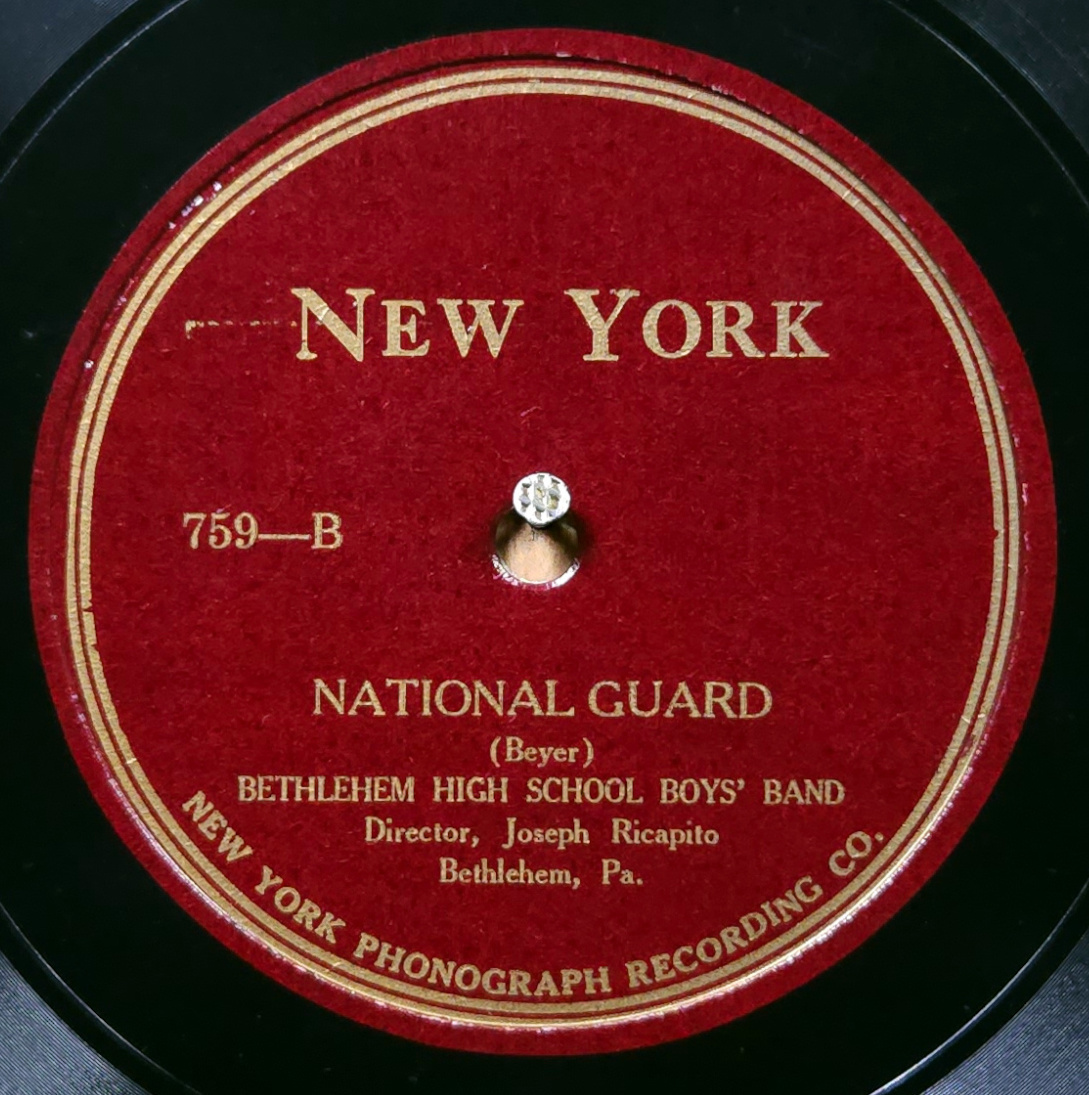 NEW YORK
759—B
NATIONAL GUARD
(Beyer)
BETHLEHEM HIGH SCHOOL BOYS' BAND
Director, Joseph Ricapito
Bethlehem, Pa.
NEW YORK PHONOGRAPH RECORDING CO.